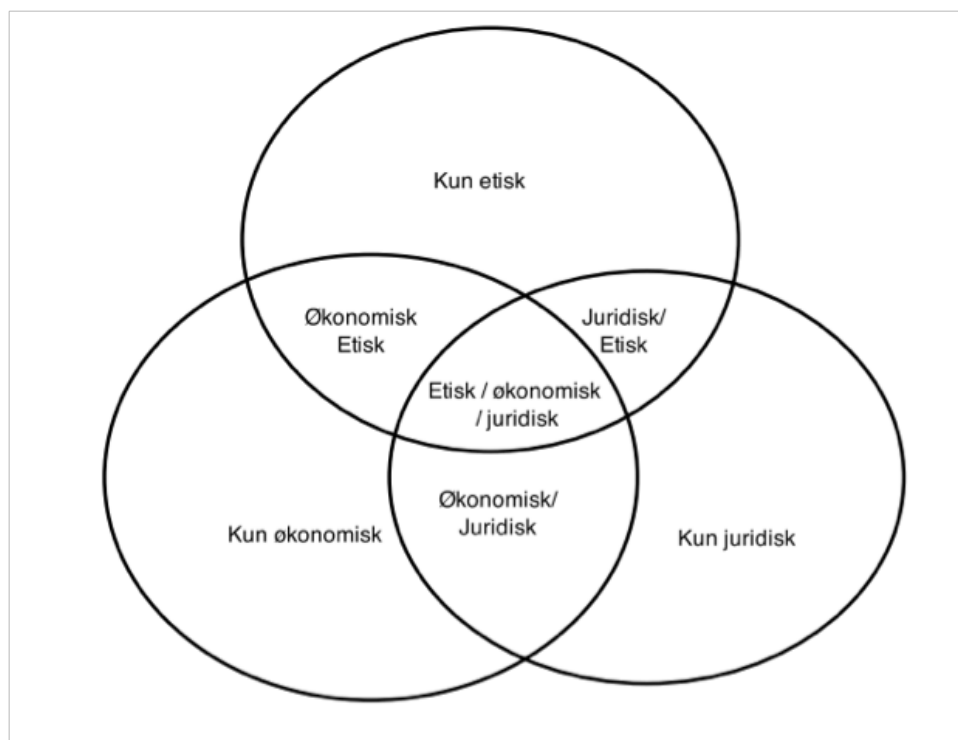 Kun etisk
Økonomisk
Etisk
Juridisk/
Etisk
Etisk / økonomisk
/ juridisk
Økonomisk/
Juridisk
Kun økonomisk
Kun juridisk